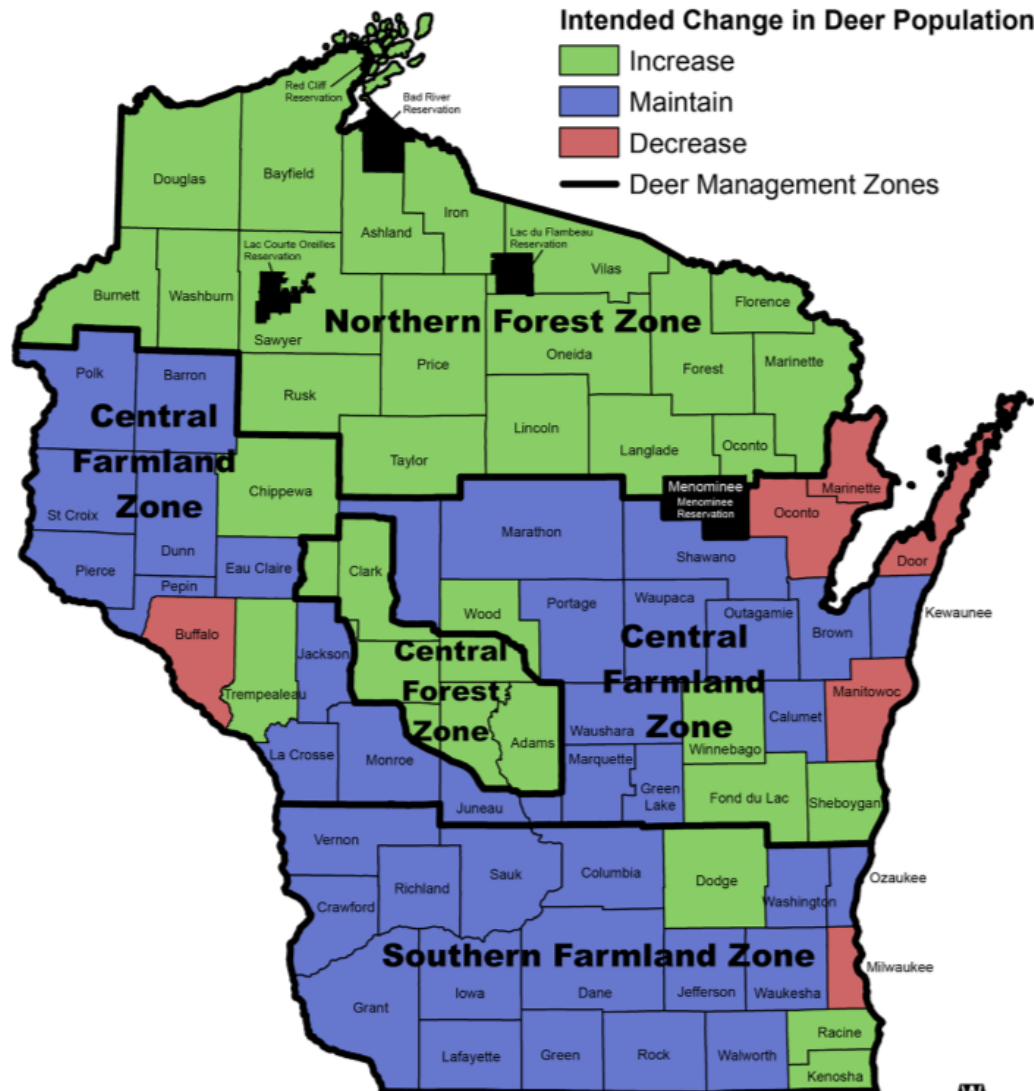 Intended Change in Deer Population
Increase
Maintain
Decrease
Deer Management Zones
Red Cliff
Reservation
Bad River
Reservation
Douglas
Bayfield
Ashland
Iron
Lac du Flambeau
Reservation
Vilas
Lac Courte Oreilles
Reservation
Burnett
Washburn
Sawyer
Northern Forest Zone
Florence
Price
Oneida
Forest
Marinette
Rusk
Polk
Barron
Central
Farmland
Zone
Lincoln
Langlade
Oconto
Taylor
Chippewa
St Croix
Dunn
Pierce
Pepin
Eau Claire
Menominee
Menominee
Reservation
Marinette
Oconto
Door
Marathon
Shawano
Clark
Wood
Portage
Waupaca
Outagamie
Brown
Kewaunee
Buffalo
Trempealeau
Jackson
Central
Forest
Zone
Adams
Central
Farmland
Zone
Waushara
Winnebago
Calumet
Manitowoc
La Crosse
Monroe
Juneau
Marquette
Green
Lake
Fond du Lac
Sheboygan
Vernon
Richland
Sauk
Columbia
Dodge
Washington
Ozaukee
Crawford
Southern Farmland Zone
Milwaukee
Grant
Iowa
Dane
Jefferson
Waukesha
Lafayette
Green
Rock
Walworth
Racine
Kenosha